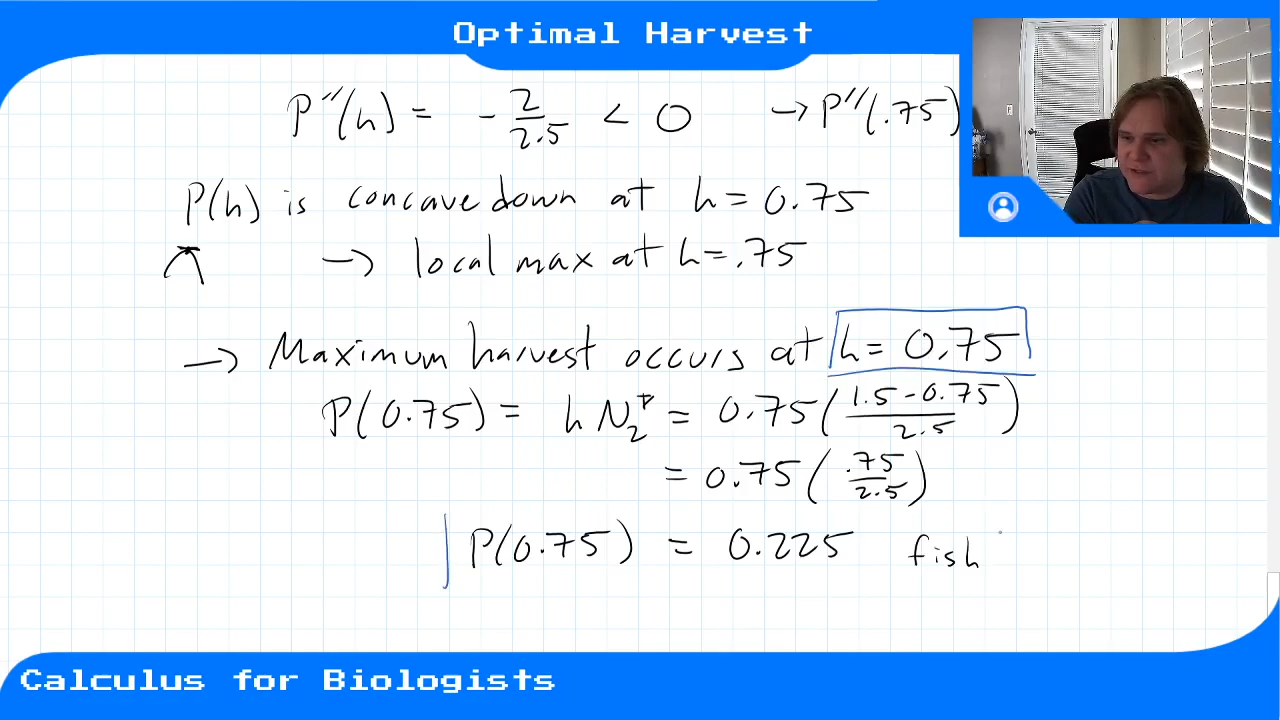 Optimal Harvest
P''(h) = - 2/2.5 < 0 → P''(.75)
P(h) is concave down at h = 0.75
→ local max at h = .75
→ Maximum harvest occurs at h = 0.75
P(0.75) = h N₂* = 0.75 (1.5 - 0.75 / 2.5)
= 0.75 (.75/2.5)
P(0.75) = 0.225 fish
Calculus for Biologists